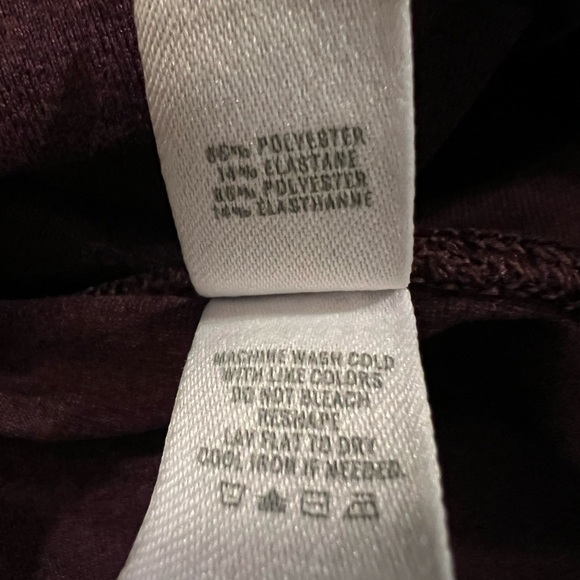 86% POLYESTER
14% ELASTANE
86% POLYESTER
14% ELASTHANNE
MACHINE WASH COLD
WITH LIKE COLORS
DO NOT BLEACH
RESHAPE
LAY FLAT TO DRY
COOL IRON IF NEEDED.